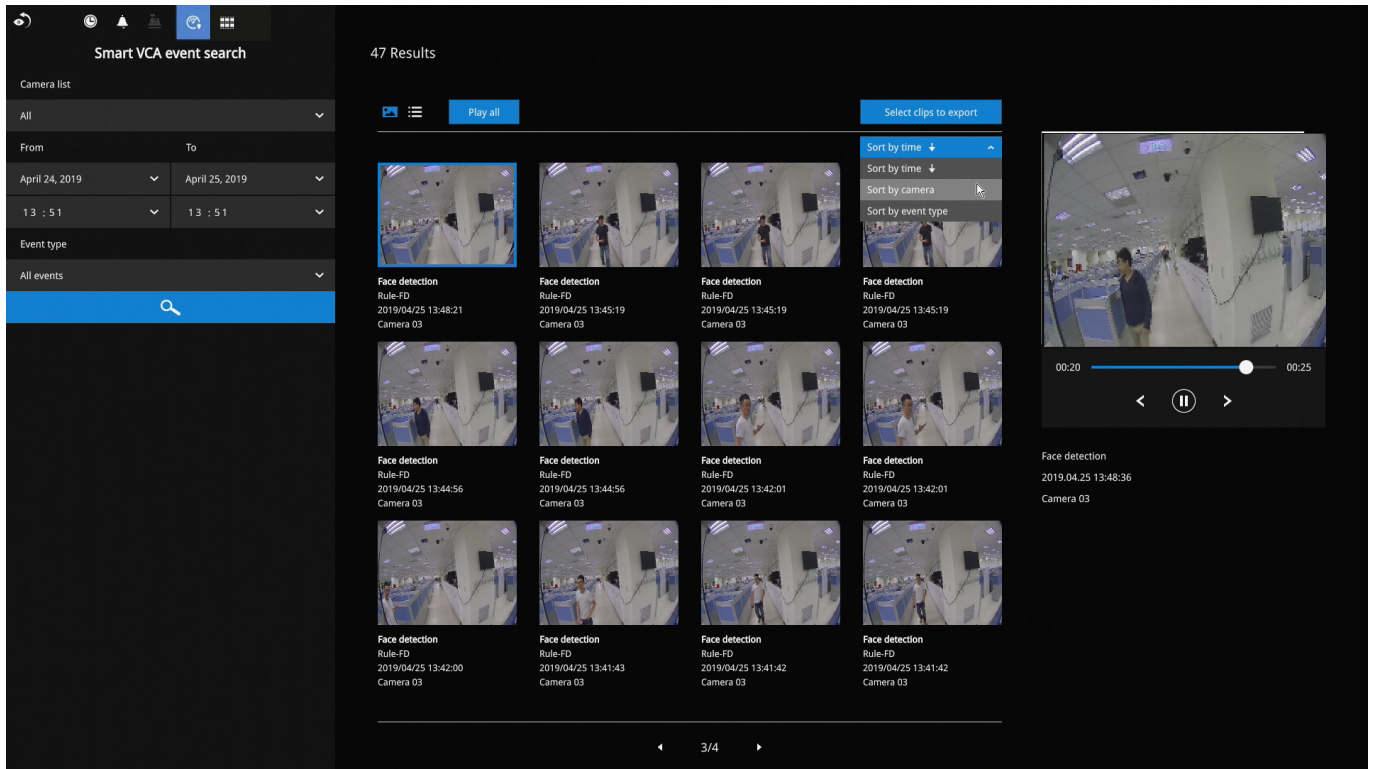 Smart VCA event search
Camera list
All
From To
April 24, 2019 April 25, 2019
13 : 51 13 : 51
Event type
All events
47 Results
Play all
Select clips to export
Sort by time
Sort by time
Sort by camera
Sort by event type
Face detection
Rule-FD
2019/04/25 13:48:21
Camera 03
Face detection
Rule-FD
2019/04/25 13:45:19
Camera 03
Face detection
Rule-FD
2019/04/25 13:45:19
Camera 03
Face detection
Rule-FD
2019/04/25 13:45:19
Camera 03
Face detection
Rule-FD
2019/04/25 13:44:56
Camera 03
Face detection
Rule-FD
2019/04/25 13:44:56
Camera 03
Face detection
Rule-FD
2019/04/25 13:42:01
Camera 03
Face detection
Rule-FD
2019/04/25 13:42:01
Camera 03
Face detection
Rule-FD
2019/04/25 13:42:00
Camera 03
Face detection
Rule-FD
2019/04/25 13:41:43
Camera 03
Face detection
Rule-FD
2019/04/25 13:41:42
Camera 03
Face detection
Rule-FD
2019/04/25 13:41:42
Camera 03
3/4
00:20 00:25
Face detection
2019.04.25 13:48:36
Camera 03